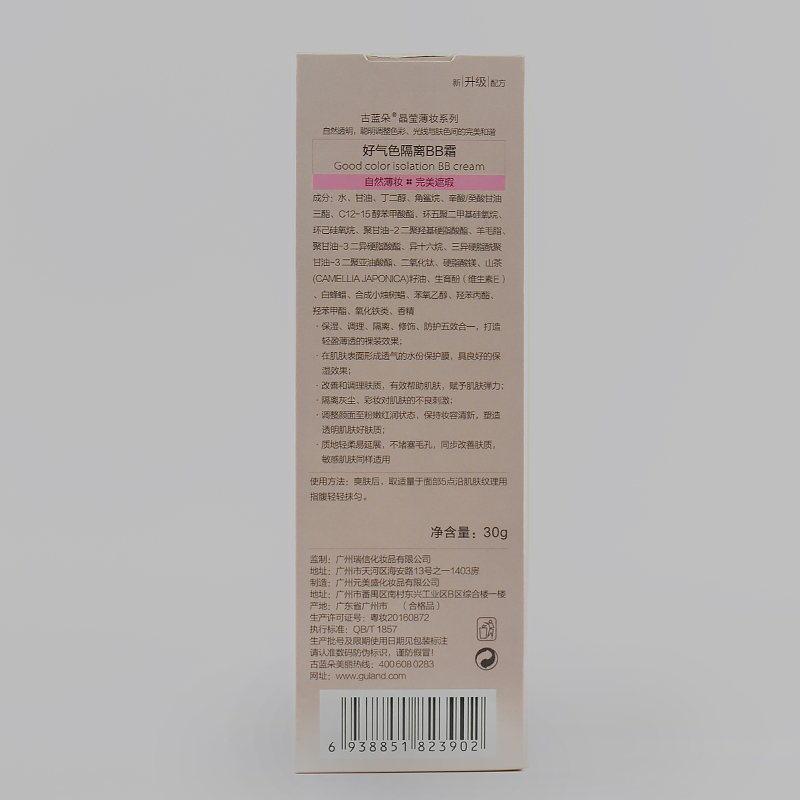 新 升级 配方
古蓝朵®晶莹薄妆系列
自然透明，聪明调整色彩、光线与肤色间的完美和谐
好气色隔离BB霜
Good color isolation BB cream
自然薄妆 # 完美遮瑕
成分：水、甘油、丁二醇、角鲨烷、辛酸/癸酸甘油
三酯、C12-15 醇苯甲酸酯、环五聚二甲基硅氧烷、
环己硅氧烷、聚甘油-2 二聚羟基硬脂酸酯、羊毛脂、
聚甘油-3 二异硬脂酸酯、异十六烷、三异硬脂酰聚
甘油-3 二聚亚油酸酯、二氧化钛、硬脂酸镁、山茶
(CAMELLIA JAPONICA)籽油、生育酚（维生素E）
、白蜂蜡、合成小烛树蜡、苯氧乙醇、羟苯丙酯、
羟苯甲酯、氧化铁类、香精
·保湿、调理、隔离、修饰、防护五效合一，打造
轻盈薄透的裸装效果；
·在肌肤表面形成透气的水份保护膜，具良好的保
湿效果；
·改善和调理肤质，有效帮助肌肤，赋予肌肤弹力；
·隔离灰尘、彩妆对肌肤的不良刺激；
·调整颜面至粉嫩红润状态，保持妆容清新，塑造
透明肌肤好肤质；
·质地轻柔易延展，不堵塞毛孔，同步改善肤质，
敏感肌肤同样适用
使用方法：爽肤后，取适量于面部5点沿肌肤纹理用
指腹轻轻抹匀。
净含量：30g
监制：广州瑞信化妆品有限公司
地址：广州市天河区海安路13号之一1403房
制造：广州元美盛化妆品有限公司
地址：广州市番禺区南村东兴工业区B区综合楼一楼
产地：广东省广州市 （合格品）
生产许可证号：粤妆20160872
执行标准：QB/T 1857
生产批号及限期使用日期见包装标注
请认准数码防伪标识，谨防假冒！
古蓝朵美丽热线：400 608 0283
网址：www.guland.com
6 938851 823902